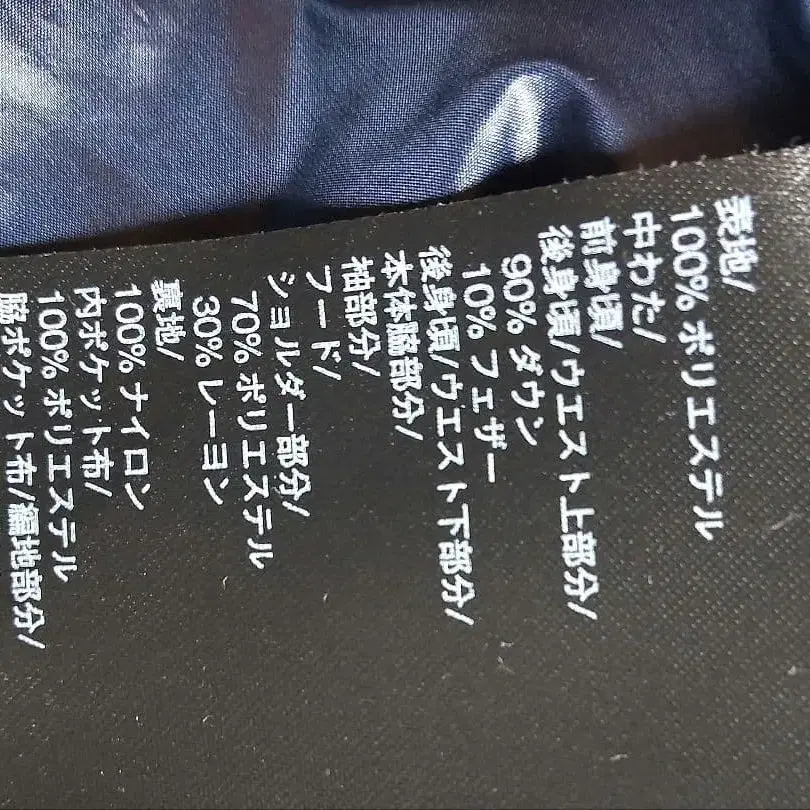 表地/
100% ポリエステル
中わた/
前身頃/
後身頃/ウエスト上部分/
90% ダウン
10% フェザー
後身頃/ウエスト下部分/
本体脇部分/
袖部分/
フード/
ショルダー部分/
70% ポリエステル
30% レーヨン
裏地/
100% ナイロン
内ポケット布/
100% ポリエステル
脇ポケット布/編地部分/